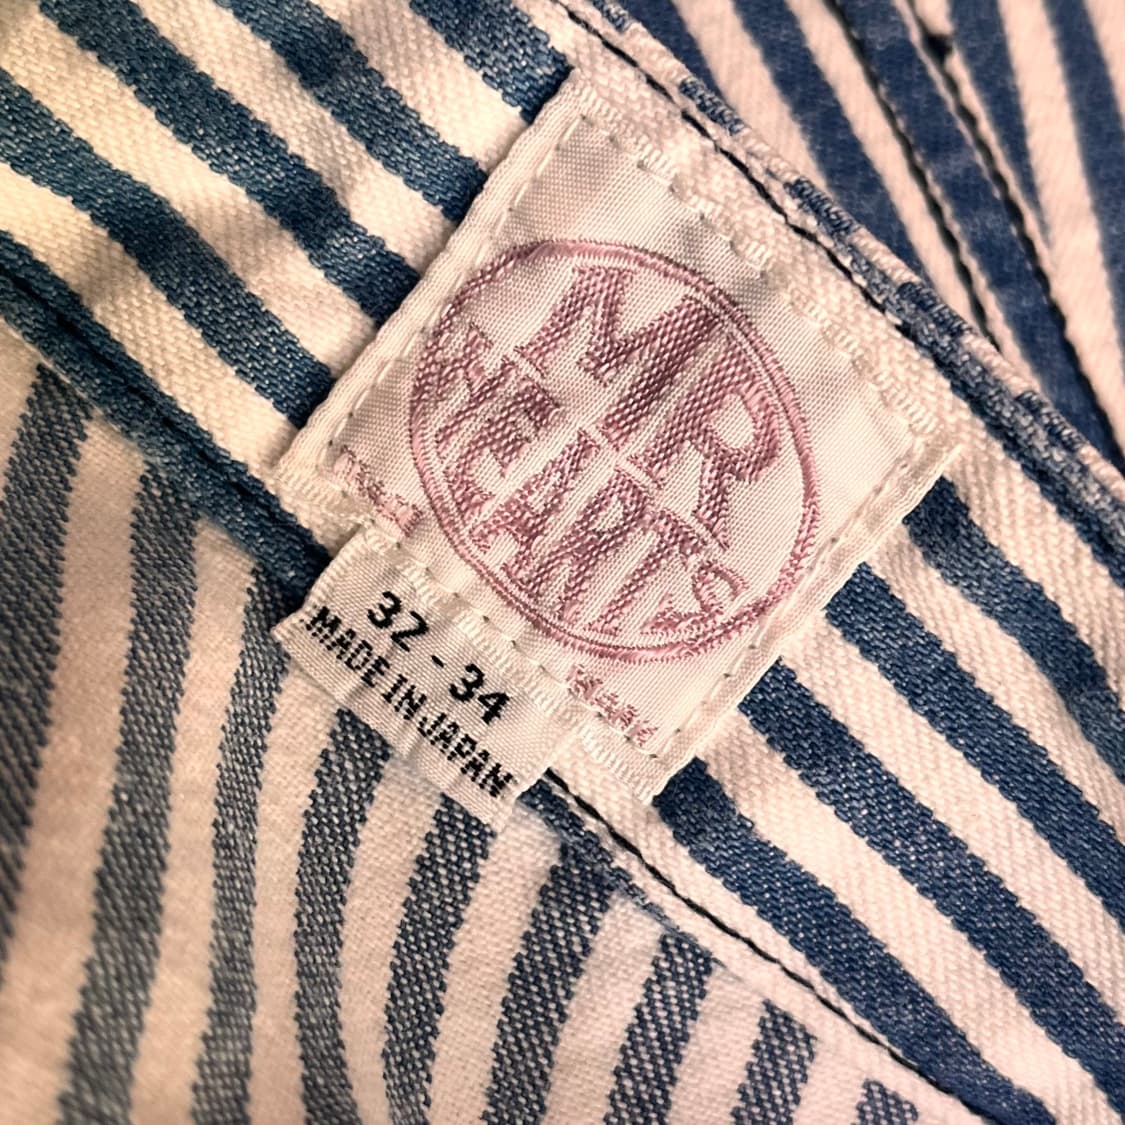 MR
HEARTS
32 - 34
MADE IN JAPAN